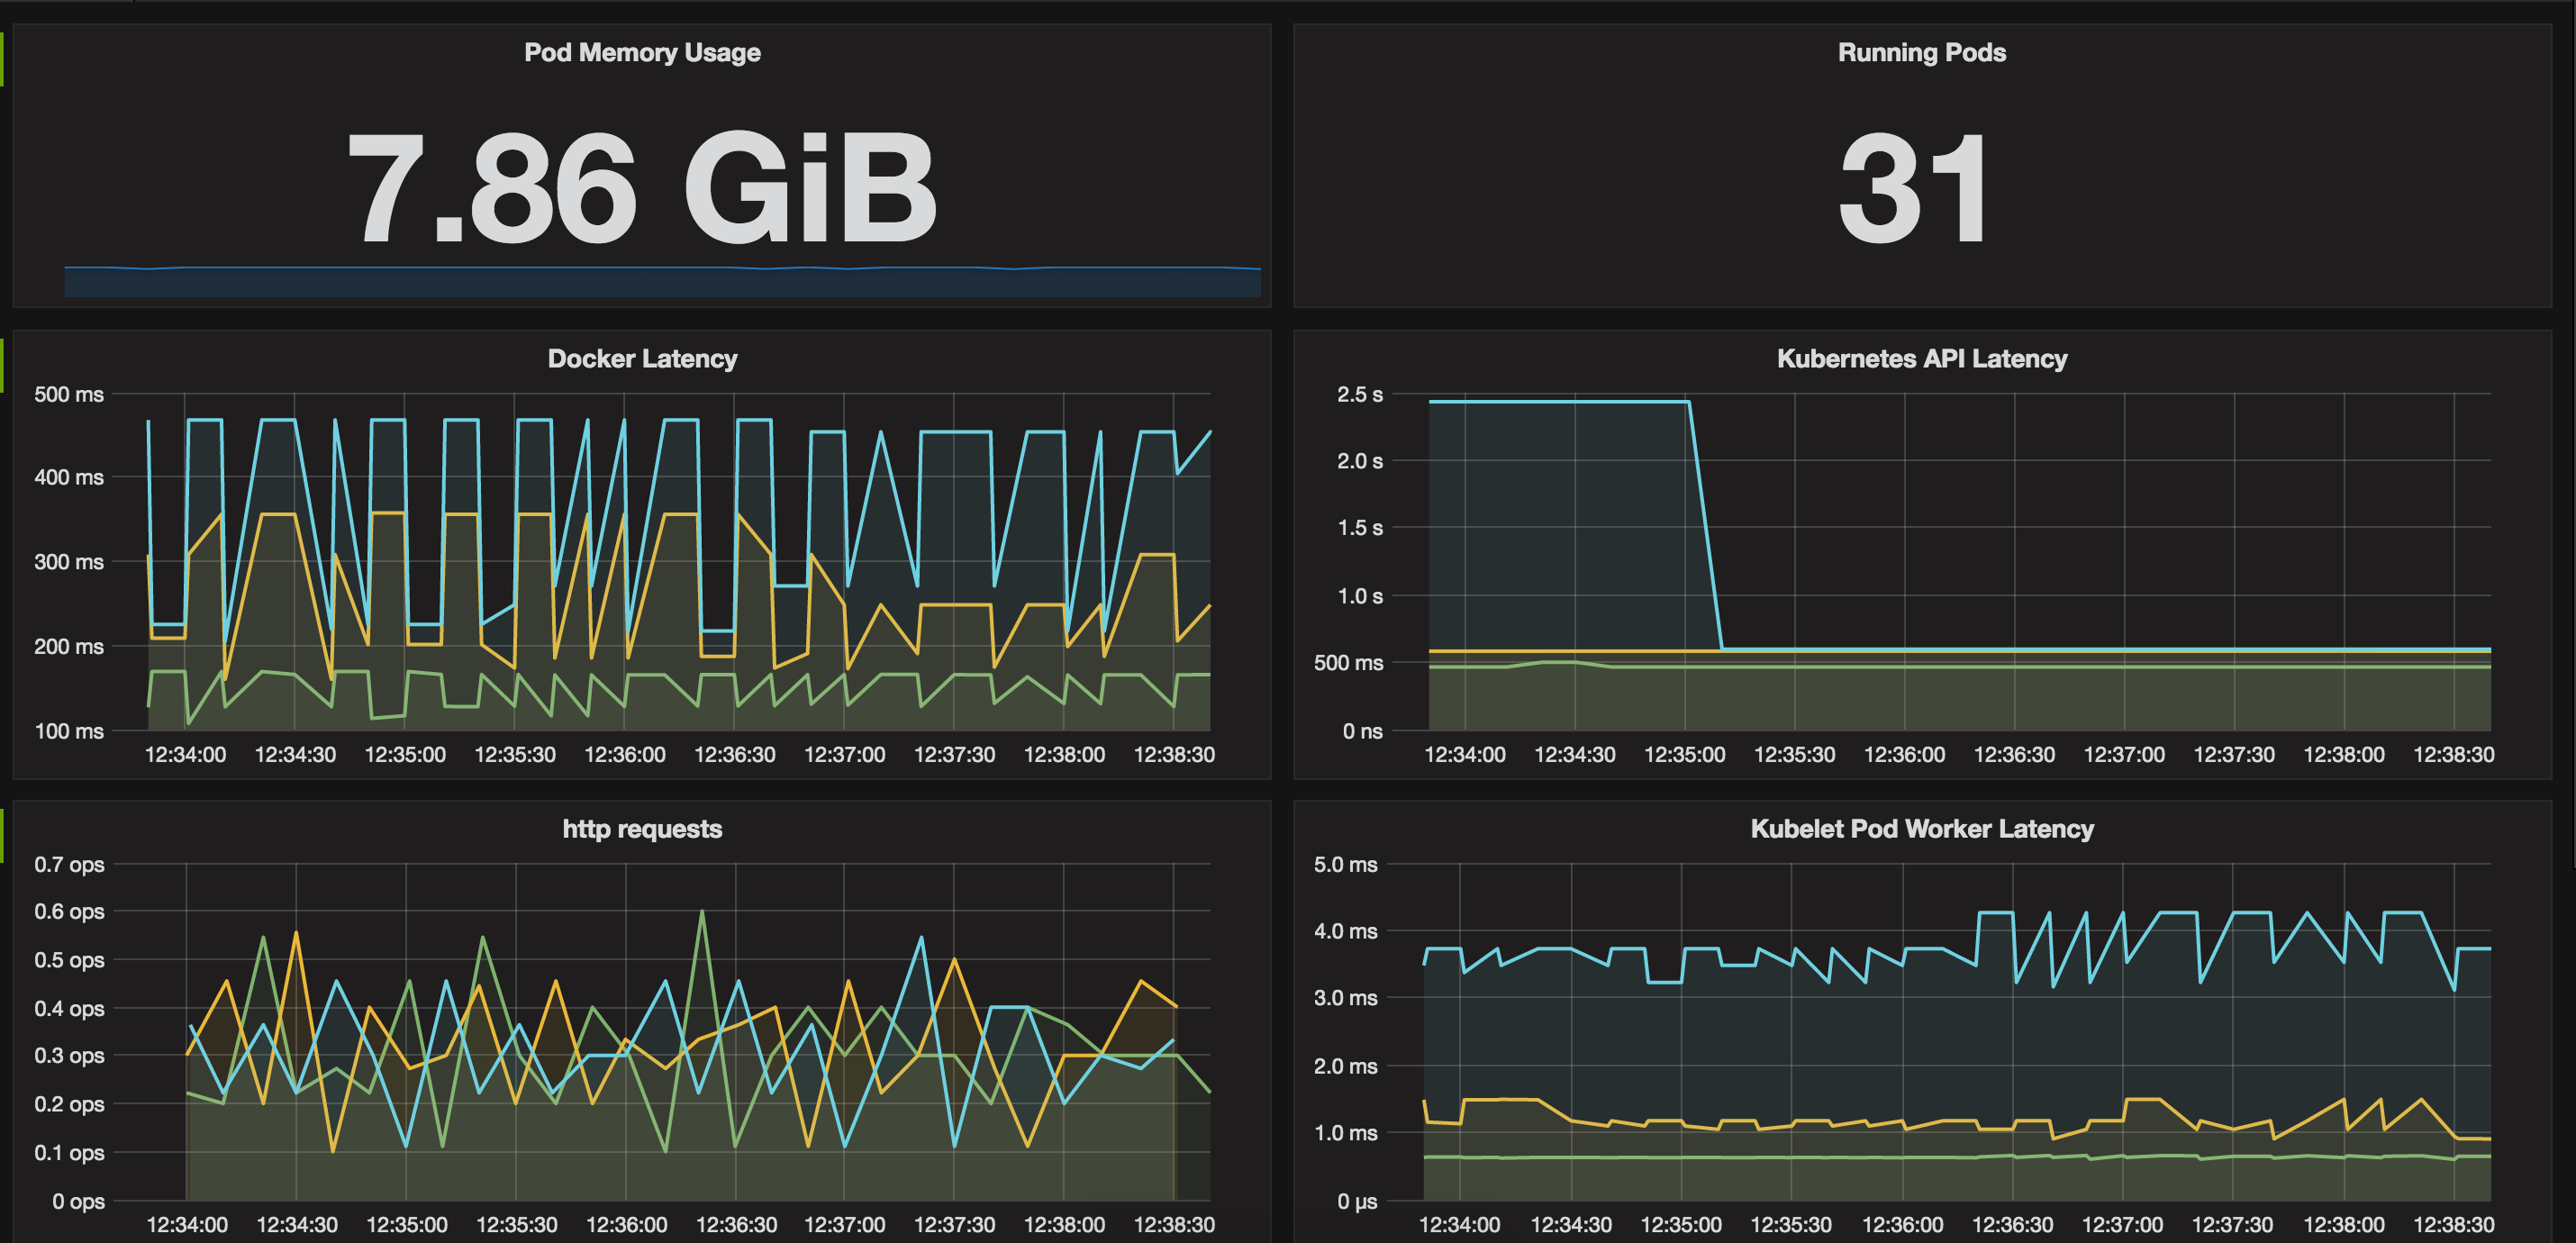 Pod Memory Usage
7.86 GiB
Running Pods
31
Docker Latency
500 ms
400 ms
300 ms
200 ms
100 ms
12:34:00 12:34:30 12:35:00 12:35:30 12:36:00 12:36:30 12:37:00 12:37:30 12:38:00 12:38:30
Kubernetes API Latency
2.5 s
2.0 s
1.5 s
1.0 s
500 ms
0 ns
12:34:00 12:34:30 12:35:00 12:35:30 12:36:00 12:36:30 12:37:00 12:37:30 12:38:00 12:38:30
http requests
0.7 ops
0.6 ops
0.5 ops
0.4 ops
0.3 ops
0.2 ops
0.1 ops
0 ops
12:34:00 12:34:30 12:35:00 12:35:30 12:36:00 12:36:30 12:37:00 12:37:30 12:38:00 12:38:30
Kubelet Pod Worker Latency
5.0 ms
4.0 ms
3.0 ms
2.0 ms
1.0 ms
0 µs
12:34:00 12:34:30 12:35:00 12:35:30 12:36:00 12:36:30 12:37:00 12:37:30 12:38:00 12:38:30